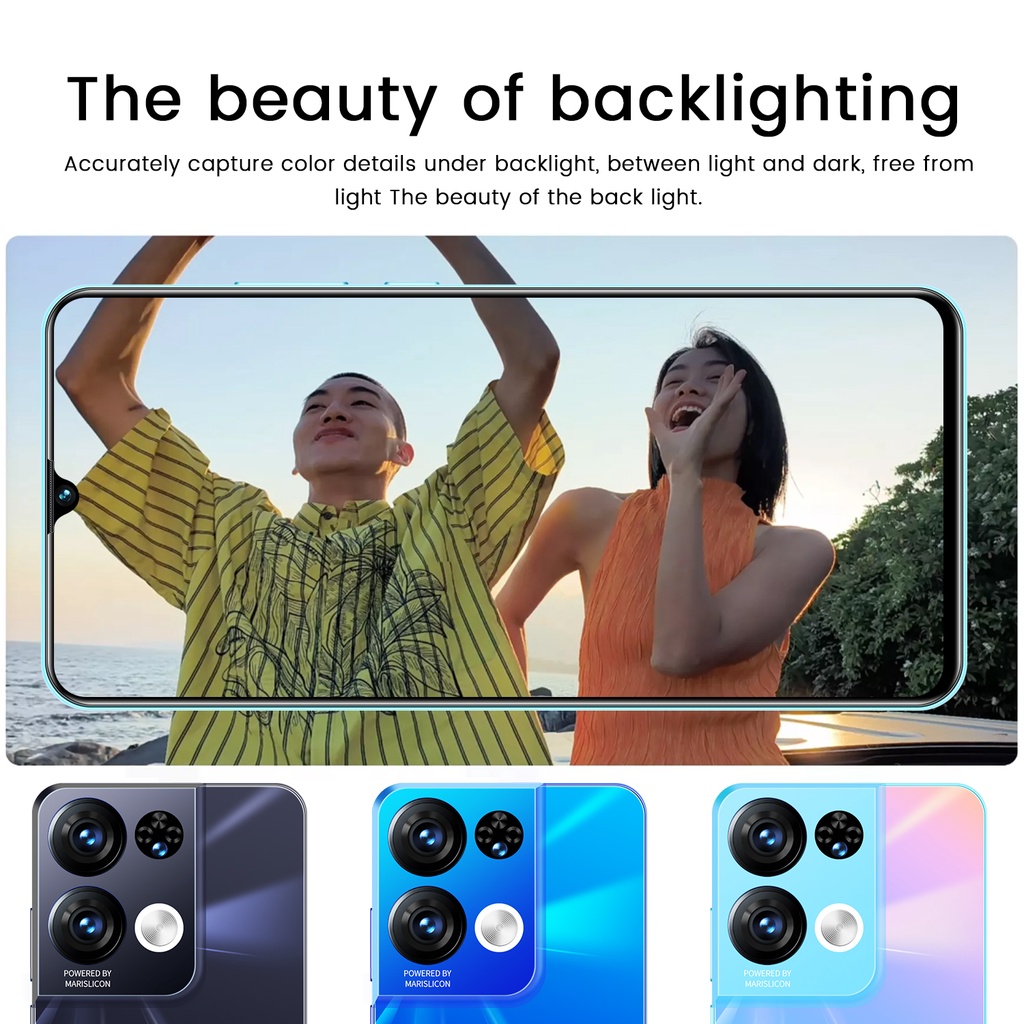 The beauty of backlighting
Accurately capture color details under backlight, between light and dark, free from
light The beauty of the back light.
POWERED BY
MARISLICON
POWERED BY
MARISLICON
POWERED BY
MARISLICON